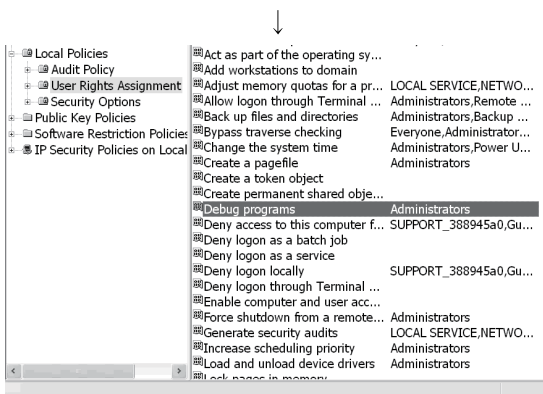 Local Policies
Audit Policy
User Rights Assignment
Security Options
Public Key Policies
Software Restriction Policies
IP Security Policies on Local
Act as part of the operating sy...
Add workstations to domain
Adjust memory quotas for a pr... LOCAL SERVICE,NETWO...
Allow logon through Terminal ... Administrators,Remote ...
Back up files and directories Administrators,Backup ...
Bypass traverse checking Everyone,Administrator...
Change the system time Administrators,Power U...
Create a pagefile Administrators
Create a token object
Create permanent shared obje...
Debug programs Administrators
Deny access to this computer f... SUPPORT_388945a0,Gu...
Deny logon as a batch job
Deny logon as a service
Deny logon locally SUPPORT_388945a0,Gu...
Deny logon through Terminal ...
Enable computer and user acc...
Force shutdown from a remote... Administrators
Generate security audits LOCAL SERVICE,NETWO...
Increase scheduling priority Administrators
Load and unload device drivers Administrators
Lock pages in memory